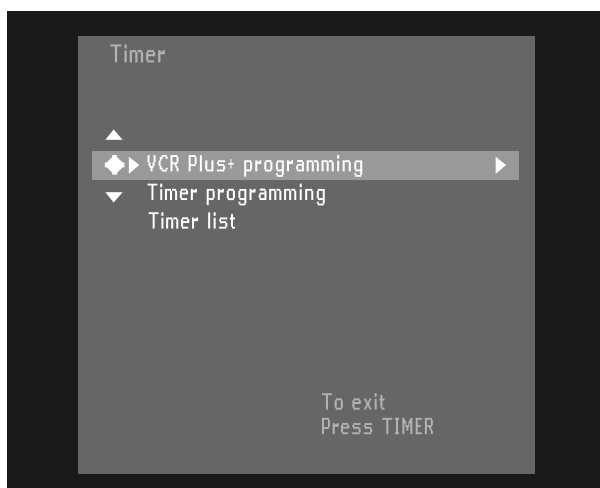 Timer
VCR Plus+ programming
Timer programming
Timer list
To exit
Press TIMER